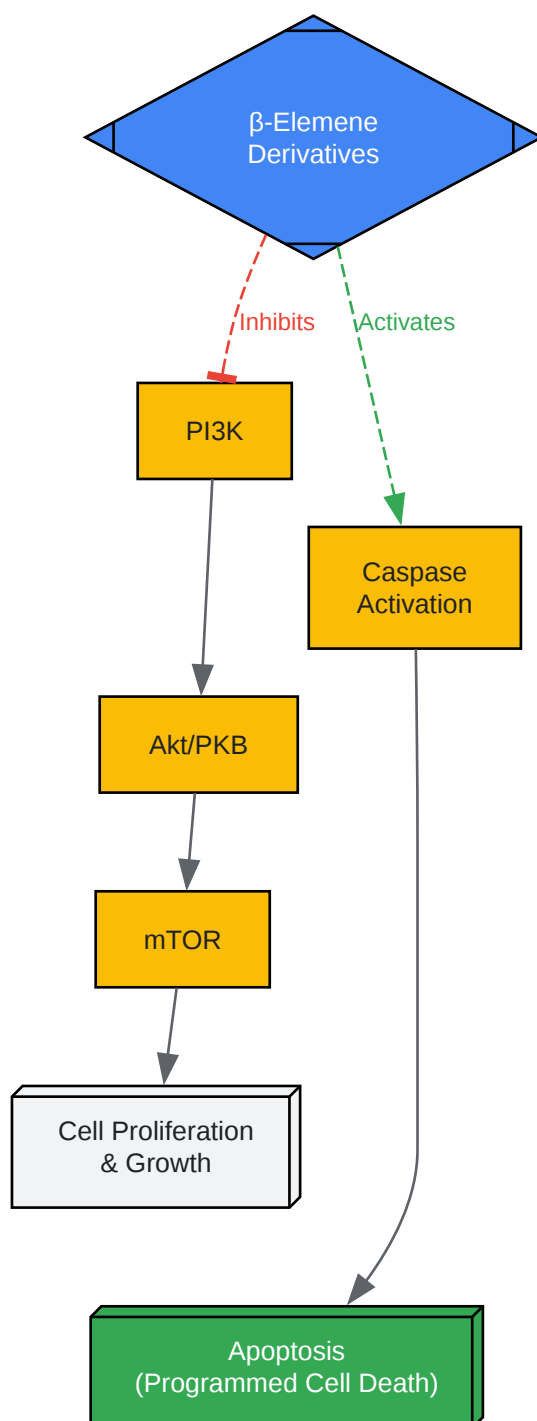 β-Elemene
Derivatives
Inhibits
Activates
PI3K
Caspase
Activation
Akt/PKB
mTOR
Cell Proliferation
& Growth
Apoptosis
(Programmed Cell Death)